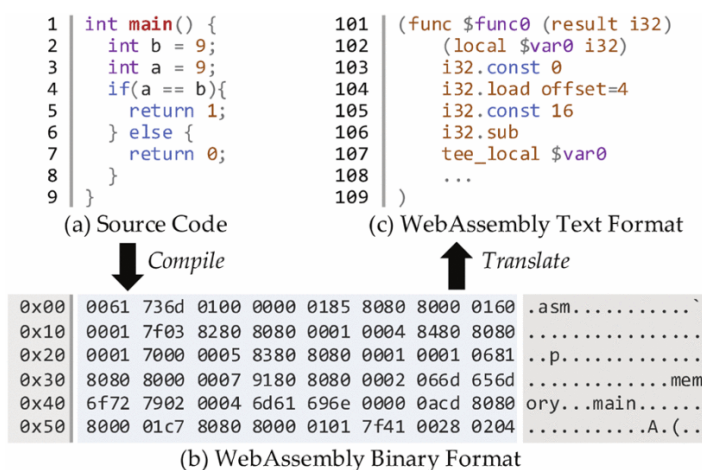 1 int main() {
2 int b = 9;
3 int a = 9;
4 if(a == b){
5 return 1;
6 } else {
7 return 0;
8 }
9 }
(a) Source Code
101 (func $func0 (result i32)
102 (local $var0 i32)
103 i32.const 0
104 i32.load offset=4
105 i32.const 16
106 i32.sub
107 tee_local $var0
108 ...
109 )
(c) WebAssembly Text Format
Compile
Translate
0x00 0061 736d 0100 0000 0185 8080 8000 0160 .asm...........`
0x10 0001 7f03 8280 8080 0001 0004 8480 8080 ................
0x20 0001 7000 0005 8380 8080 0001 0001 0681 ..p.............
0x30 8080 8000 0007 9180 8080 0002 066d 656d .............mem
0x40 6f72 7902 0004 6d61 696e 0000 0acd 8080 ory...main......
0x50 8000 01c7 8080 8000 0101 7f41 0028 0204 ...........A.(..
(b) WebAssembly Binary Format